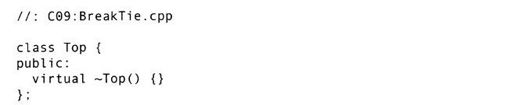 //: C09:BreakTie.cpp
class Top {
public:
  virtual ~Top() {}
};